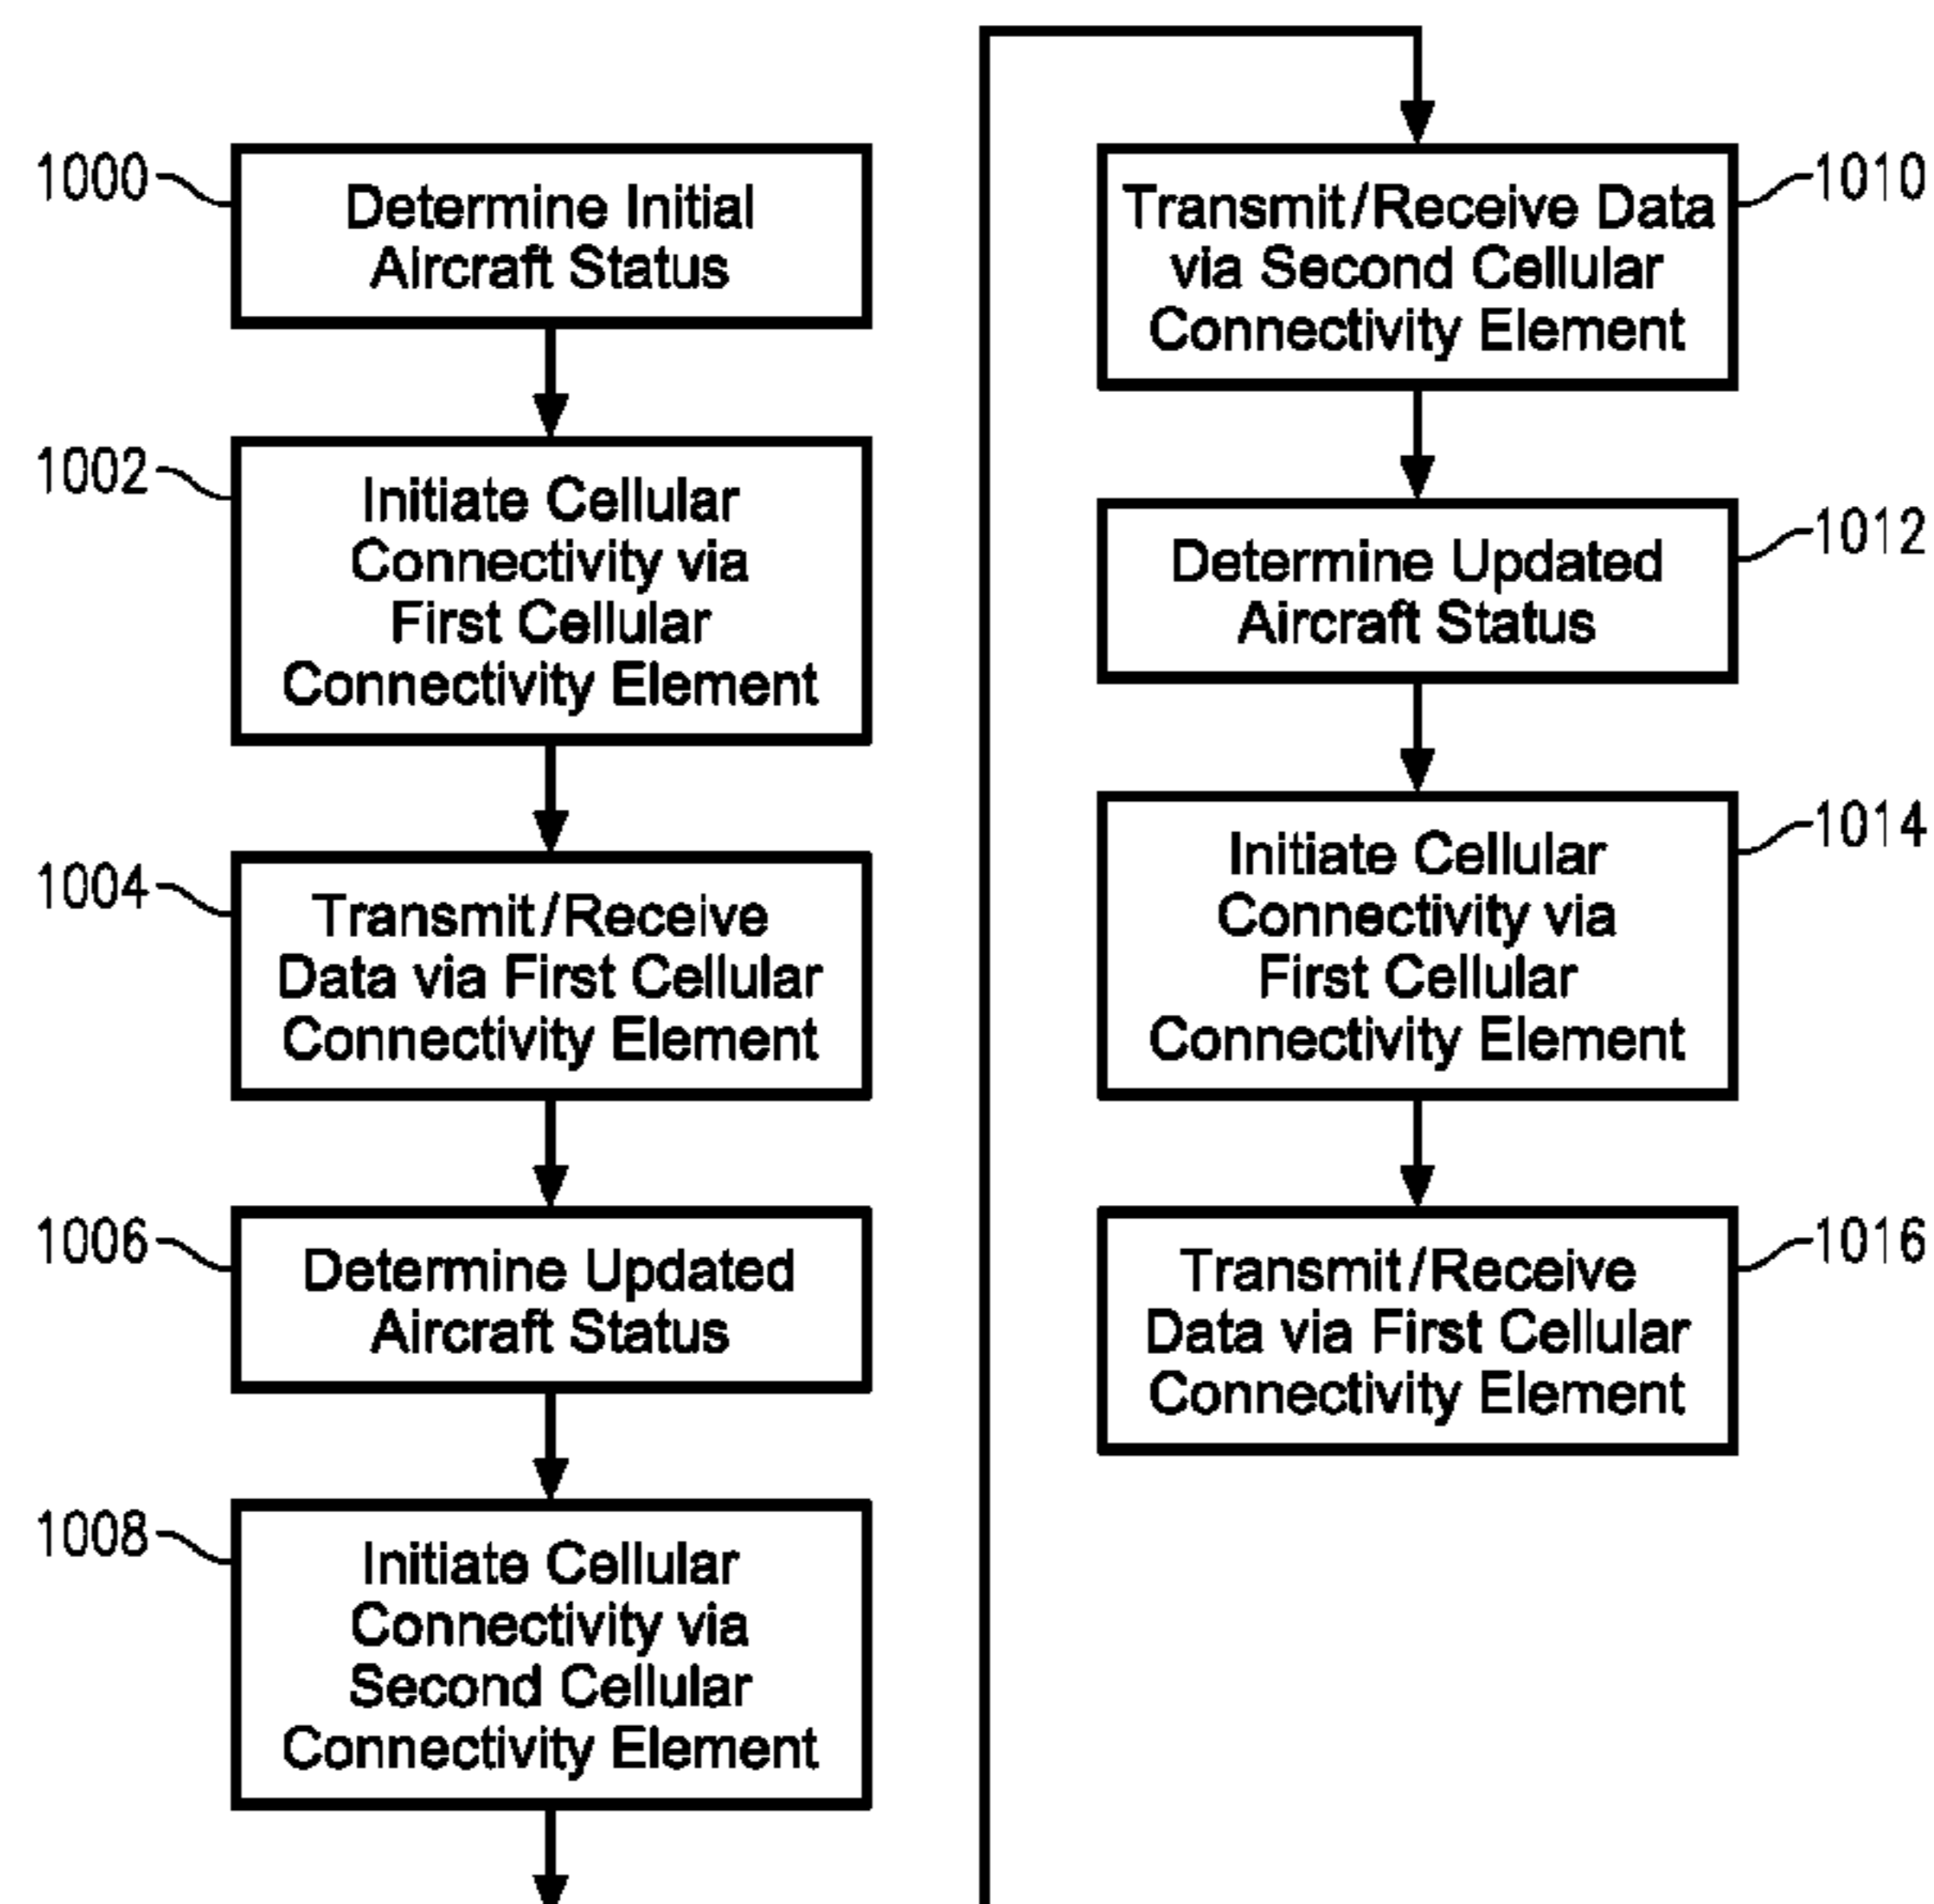 1000
Determine Initial
Aircraft Status
1002
Initiate Cellular
Connectivity via
First Cellular
Connectivity Element
1004
Transmit/Receive
Data via First Cellular
Connectivity Element
1006
Determine Updated
Aircraft Status
1008
Initiate Cellular
Connectivity via
Second Cellular
Connectivity Element
1010
Transmit/Receive Data
via Second Cellular
Connectivity Element
1012
Determine Updated
Aircraft Status
1014
Initiate Cellular
Connectivity via
First Cellular
Connectivity Element
1016
Transmit/Receive
Data via First Cellular
Connectivity Element